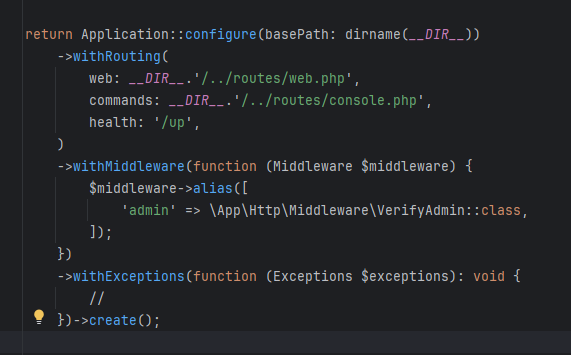 return Application::configure(basePath: dirname(__DIR__))
    ->withRouting(
        web: __DIR__.'/../routes/web.php',
        commands: __DIR__.'/../routes/console.php',
        health: '/up',
    )
    ->withMiddleware(function (Middleware $middleware) {
        $middleware->alias([
            'admin' => \App\Http\Middleware\VerifyAdmin::class,
        ]);
    })
    ->withExceptions(function (Exceptions $exceptions): void {
        //
    })->create();